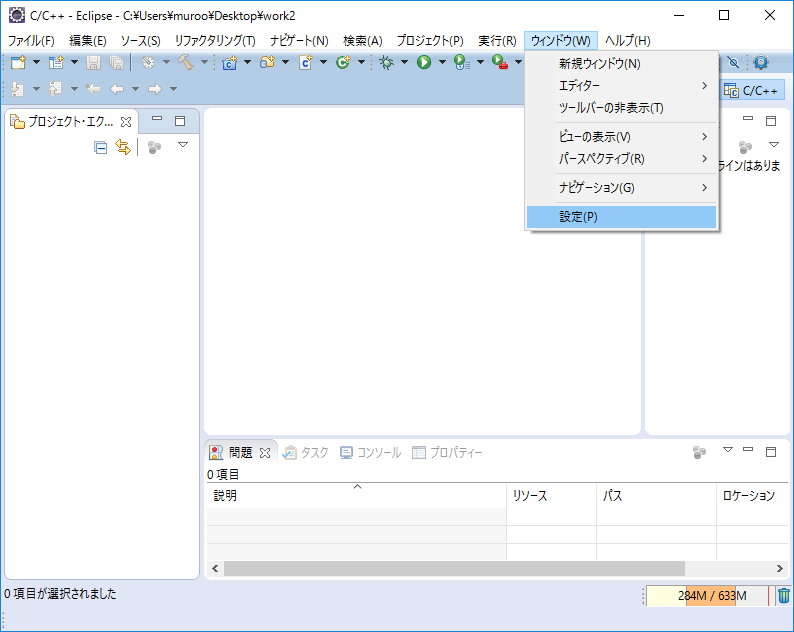 C/C++ - Eclipse - C:¥Users¥muroo¥Desktop¥work2
ファイル(F) 編集(E) ソース(S) リファクタリング(T) ナビゲート(N) 検索(A) プロジェクト(P) 実行(R) ウィンドウ(W) ヘルプ(H)
新規ウィンドウ(N)
エディター
ツールバーの非表示(T)
ビューの表示(V)
パースペクティブ(R)
ナビゲーション(G)
設定(P)
C/C++
プロジェクト・エク...
ラインはありま
問題 タスク コンソール プロパティー
0 項目
説明 リソース パス ロケーション
0 項目が選択されました
284M / 633M